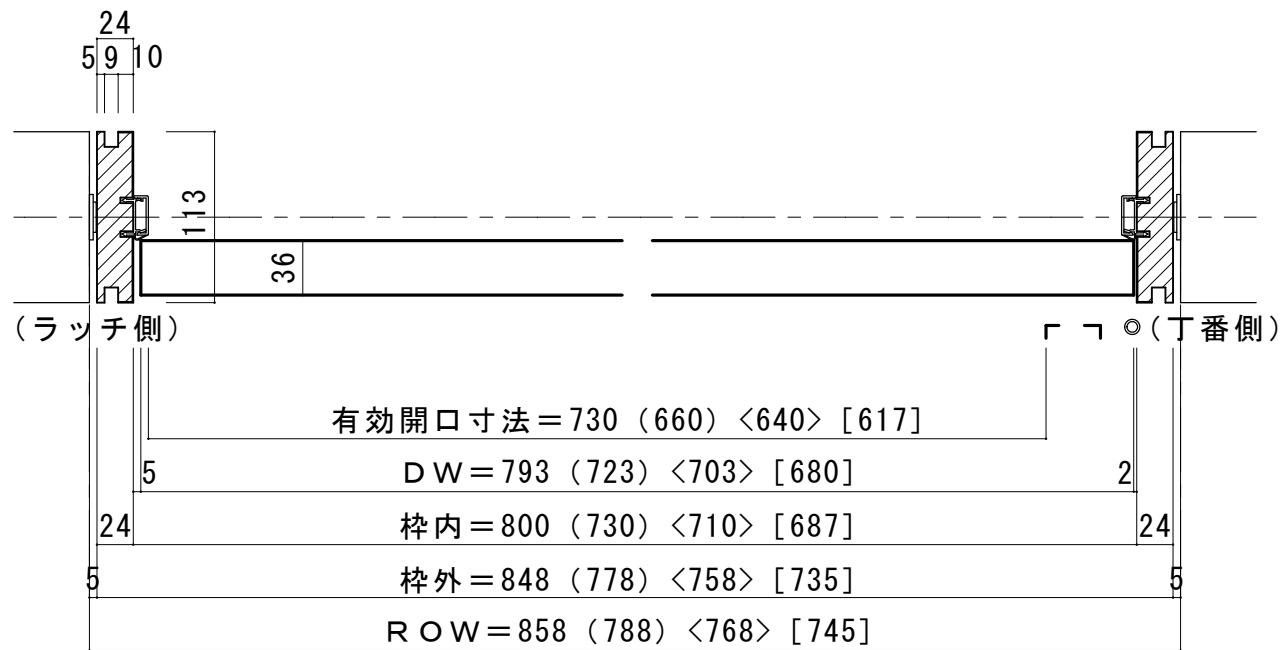 24
5 9 10
113
36
(ラッチ側)
(丁番側)
有効開口寸法=730 (660) <640> [617]
5
DW=793 (723) <703> [680]
2
24
枠内=800 (730) <710> [687]
24
5
枠外=848 (778) <758> [735]
5
ROW=858 (788) <768> [745]